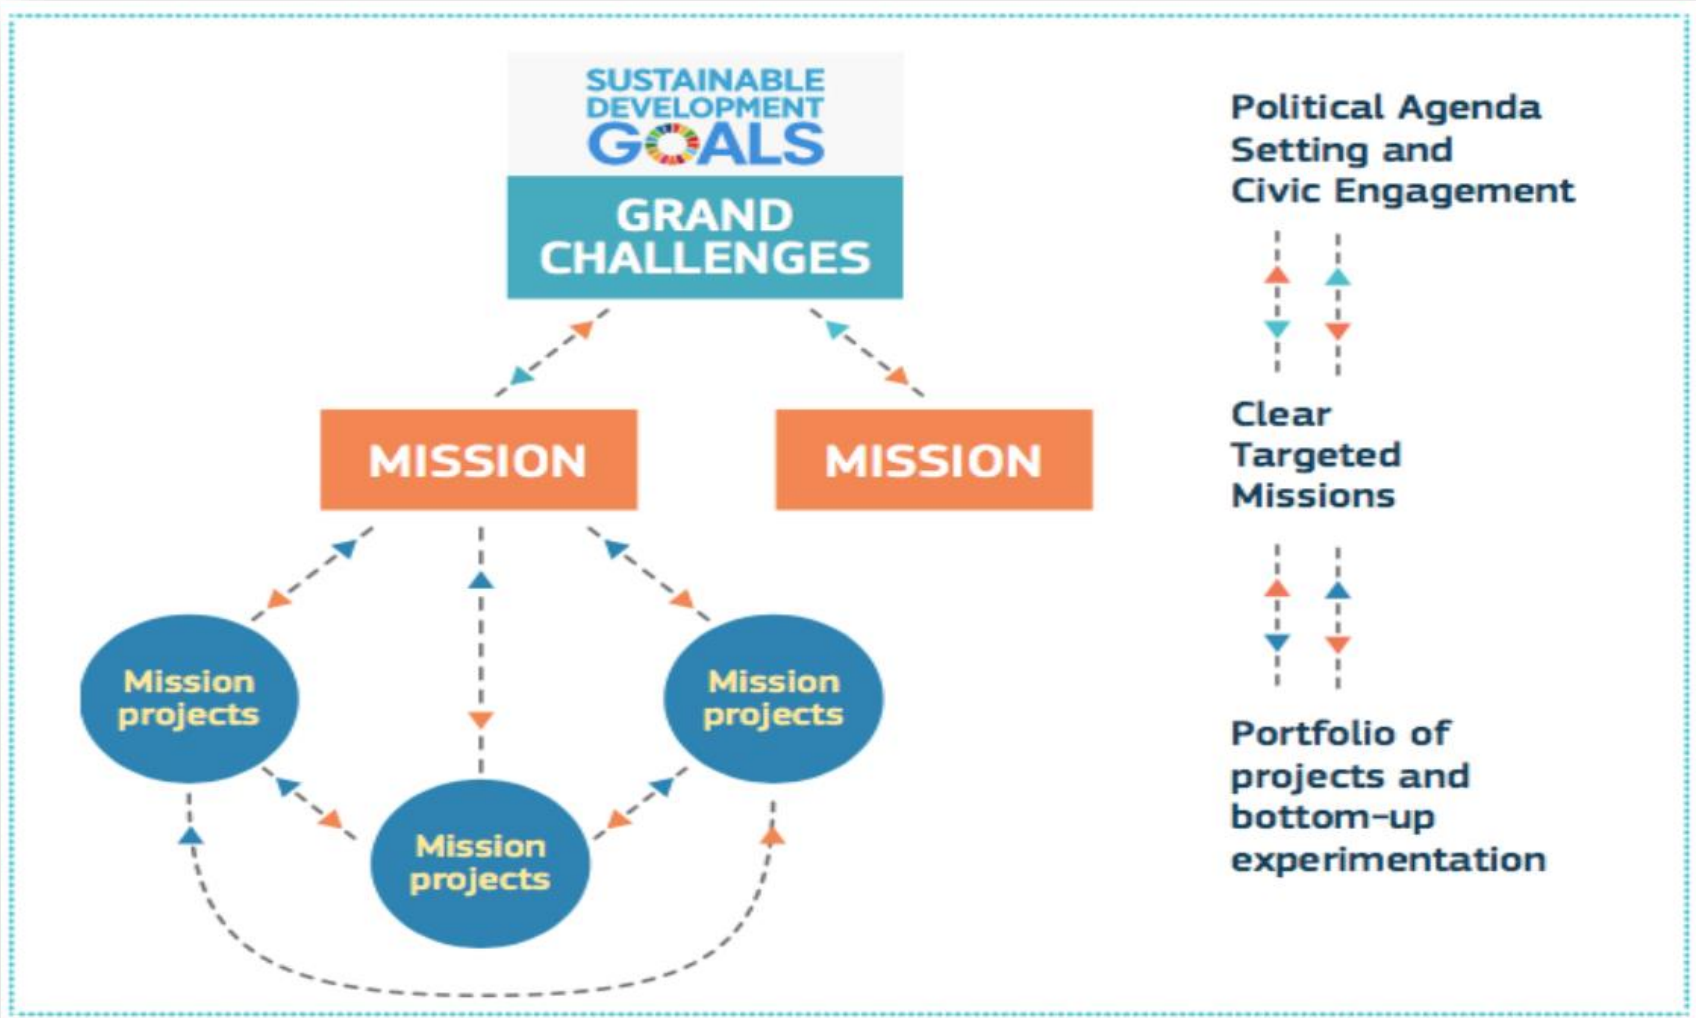 SUSTAINABLE
DEVELOPMENT
GOALS
GRAND
CHALLENGES
MISSION
MISSION
Mission
projects
Mission
projects
Mission
projects
Political Agenda
Setting and
Civic Engagement
Clear
Targeted
Missions
Portfolio of
projects and
bottom-up
experimentation